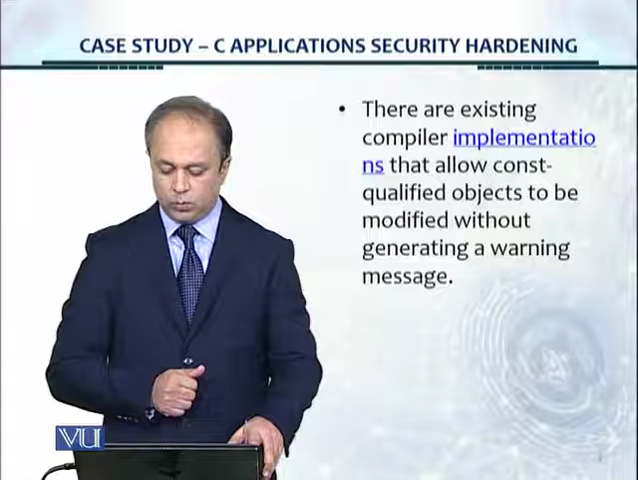 CASE STUDY – C APPLICATIONS SECURITY HARDENING
• There are existing
compiler implementatio
ns that allow const-
qualified objects to be
modified without
generating a warning
message.
VU